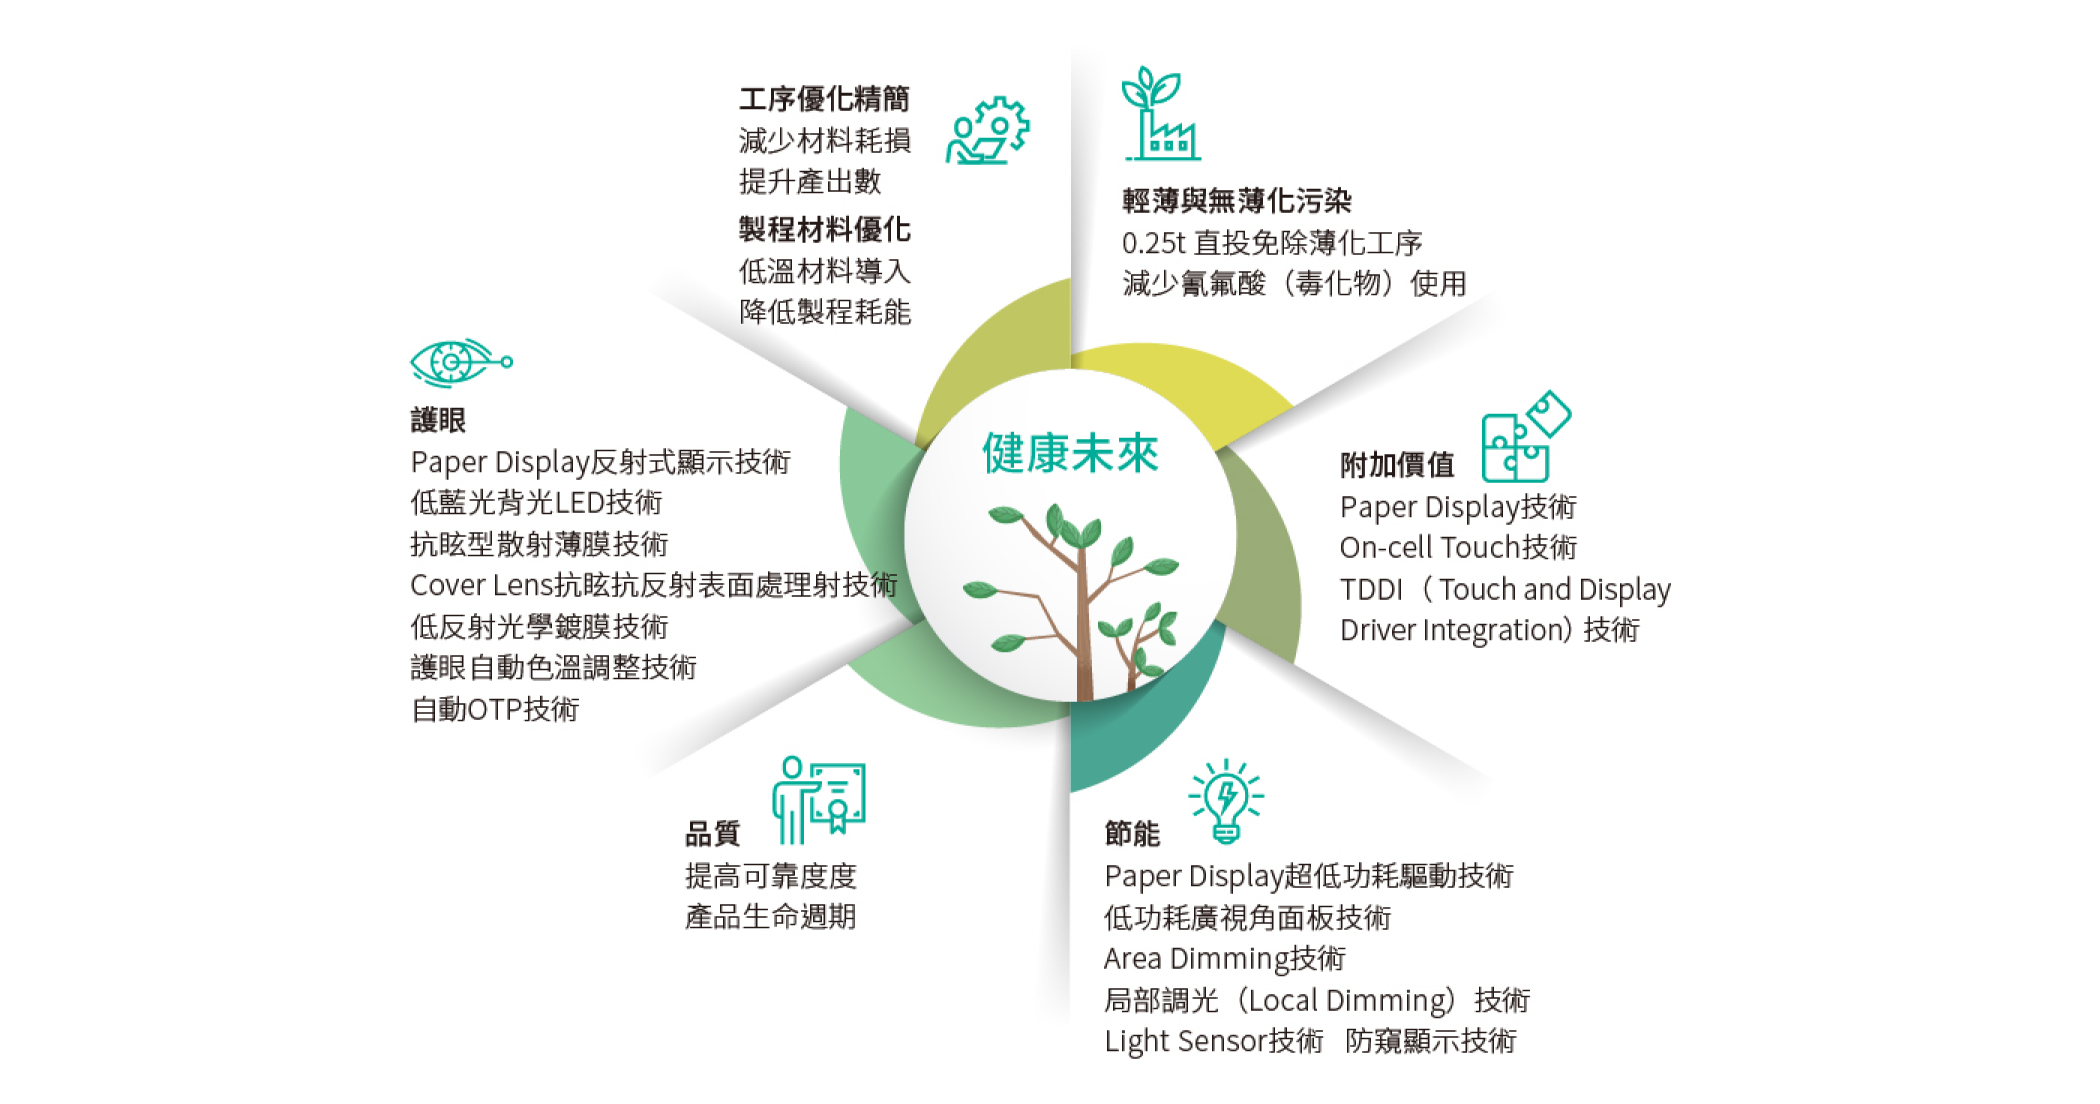 工序優化精簡
減少材料耗損
提升產出數
製程材料優化
低溫材料導入
降低製程耗能
輕薄與無薄化污染
0.25t 直投免除薄化工序
減少氰氟酸（毒化物）使用
附加價值
Paper Display技術
On-cell Touch技術
TDDI（ Touch and Display
Driver Integration）技術
節能
Paper Display超低功耗驅動技術
低功耗廣視角面板技術
Area Dimming技術
局部調光（Local Dimming）技術
Light Sensor技術 防窺顯示技術
品質
提高可靠度度
產品生命週期
護眼
Paper Display反射式顯示技術
低藍光背光LED技術
抗眩型散射薄膜技術
Cover Lens抗眩抗反射表面處理射技術
低反射光學鍍膜技術
護眼自動色溫調整技術
自動OTP技術
健康未來